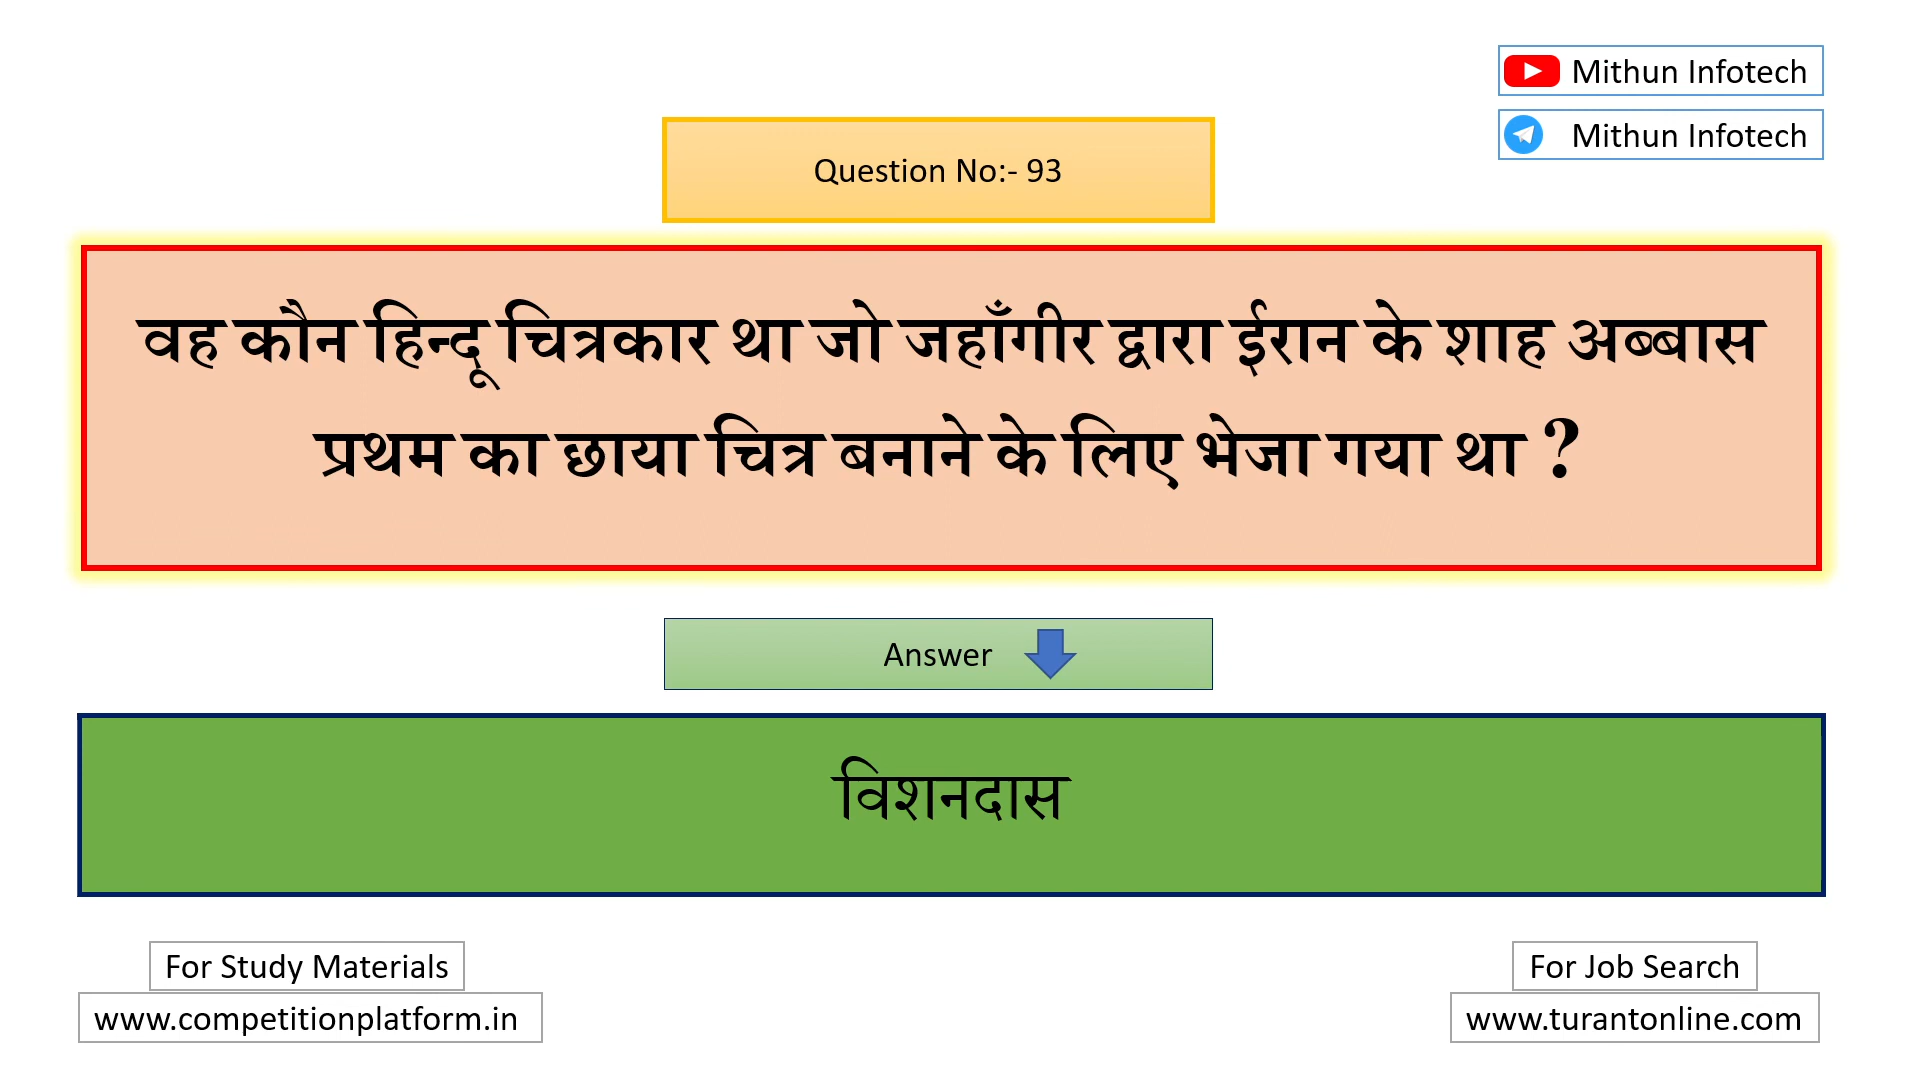 Mithun Infotech
Mithun Infotech
Question No:- 93
वह कौन हिन्दू चित्रकार था जो जहाँगीर द्वारा ईरान के शाह अब्बास
प्रथम का छाया चित्र बनाने के लिए भेजा गया था ?
Answer
विशनदास
For Study Materials
www.competitionplatform.in
For Job Search
www.turantonline.com